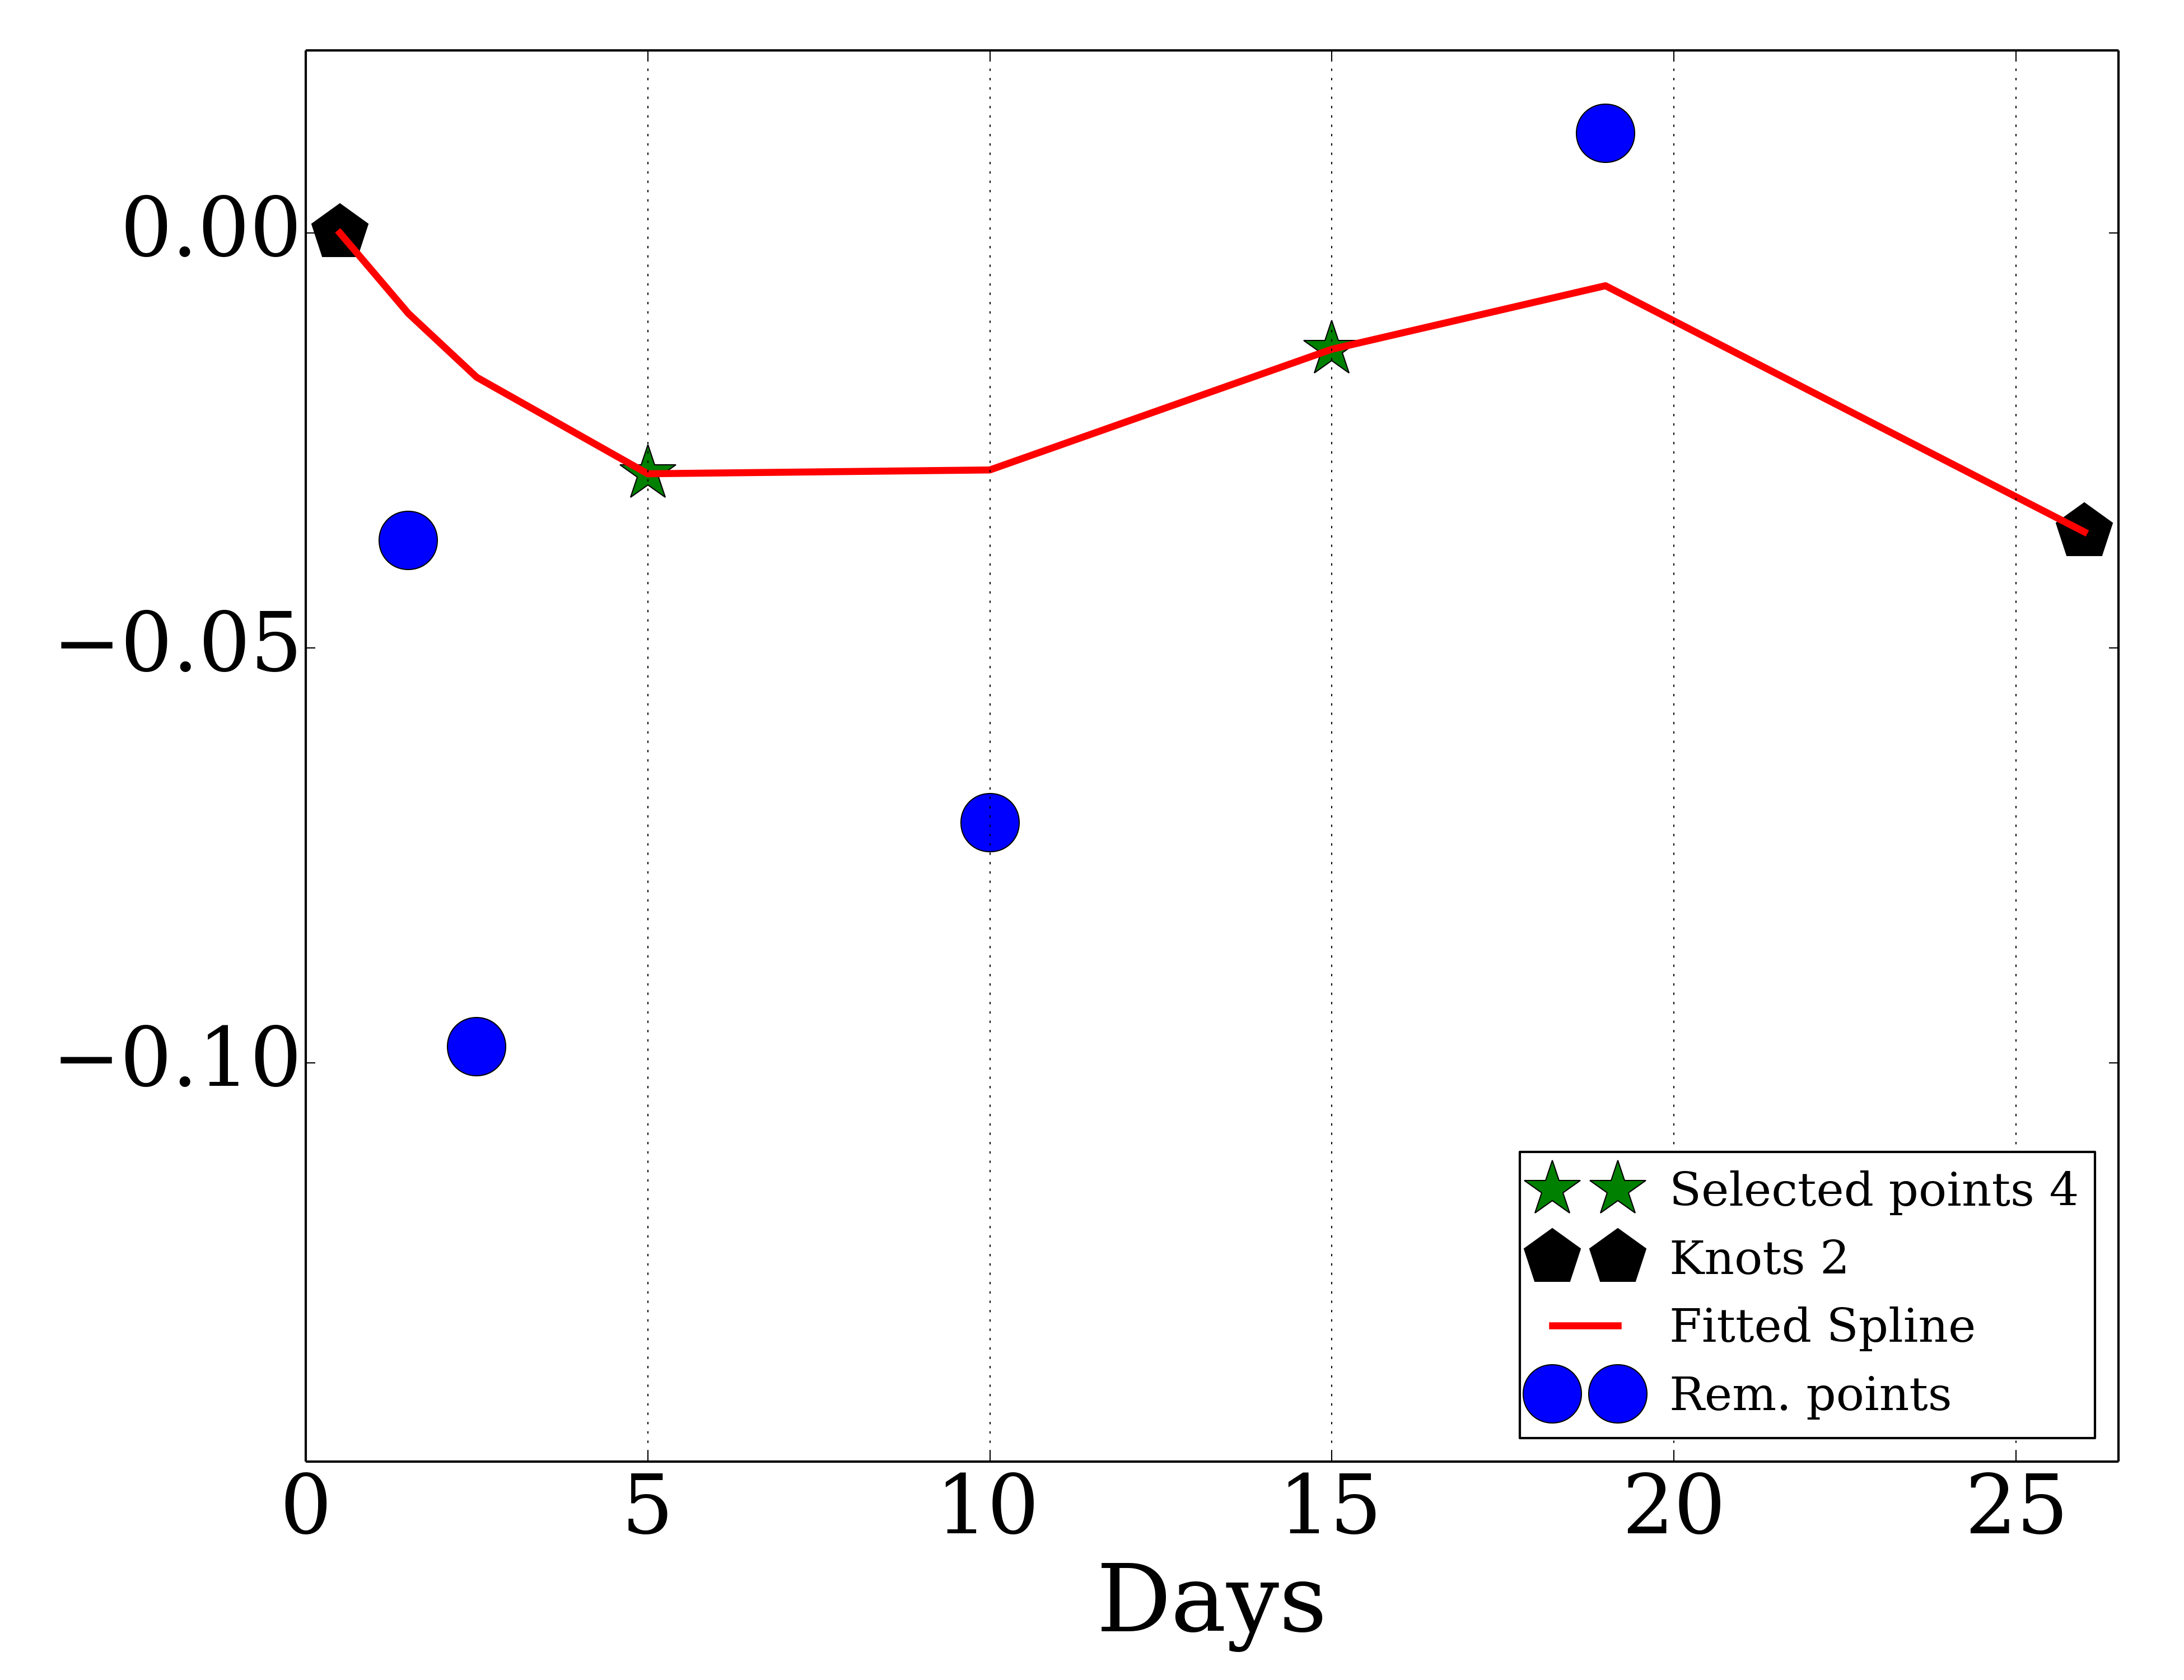 0.00
−0.05
−0.10
Selected points 4
Knots 2
Fitted Spline
Rem. points
0 5 10 15 20 25
Days